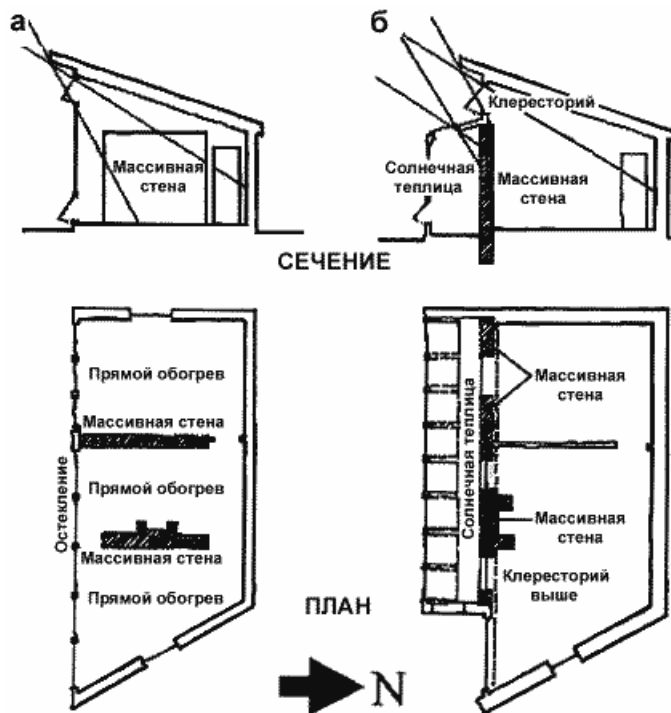 а
б
Клересторий
Массивная
стена
Солнечная
теплица
Массивная
стена
СЕЧЕНИЕ
Остекление
Прямой обогрев
Массивная стена
Прямой обогрев
Массивная стена
Прямой обогрев
Солнечная теплица
Массивная
стена
Массивная
стена
Клересторий
выше
ПЛАН
N